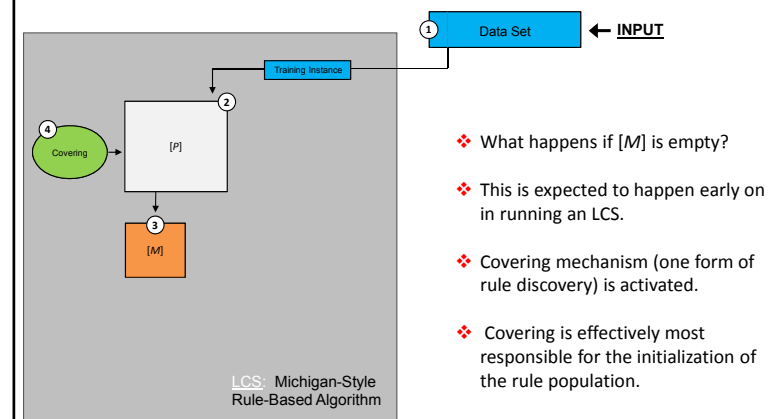 1
Data Set
INPUT
Training Instance
2
4
Covering
[P]
3
[M]
LCS: Michigan-Style
Rule-Based Algorithm
What happens if [M] is empty?
This is expected to happen early on
in running an LCS.
Covering mechanism (one form of
rule discovery) is activated.
Covering is effectively most
responsible for the initialization of
the rule population.